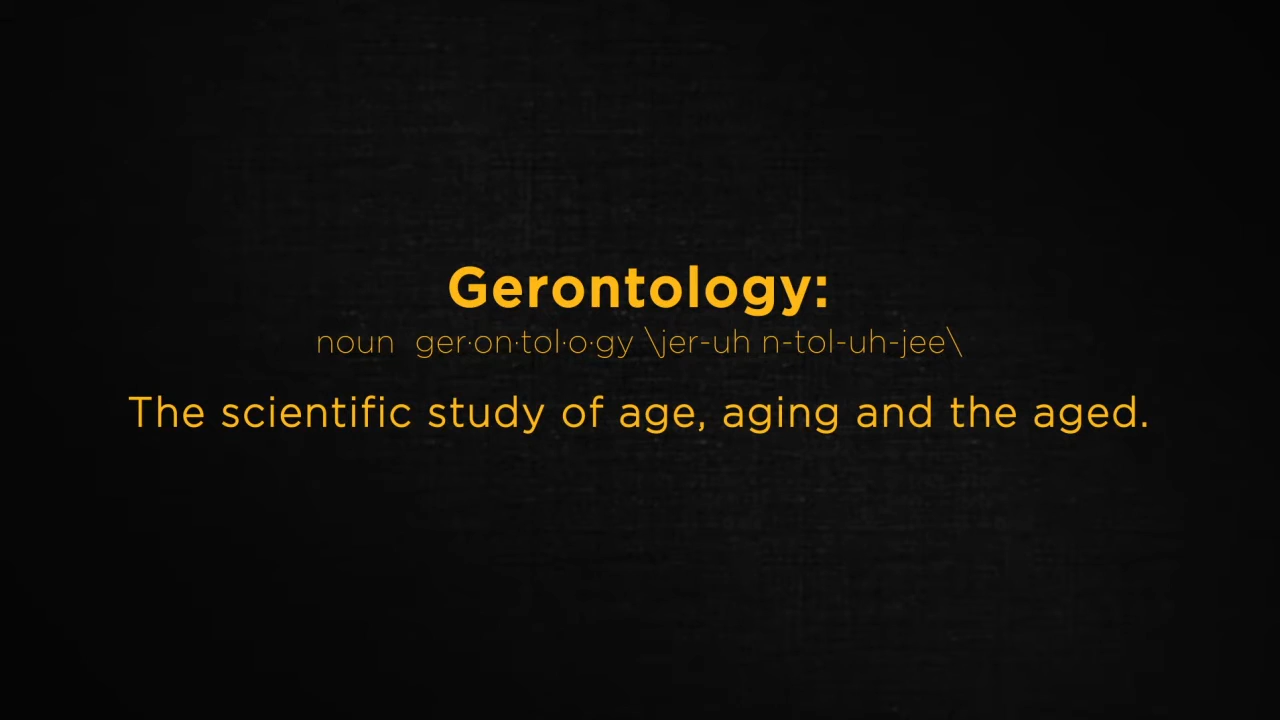 Gerontology:
noun ger·on·tol·o·gy \jer-uh n-tol-uh-jee\
The scientific study of age, aging and the aged.